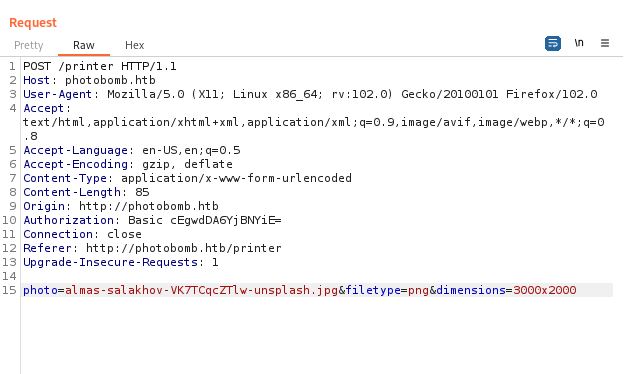 Request
Pretty Raw Hex \n
1 POST /printer HTTP/1.1
2 Host: photobomb.htb
3 User-Agent: Mozilla/5.0 (X11; Linux x86_64; rv:102.0) Gecko/20100101 Firefox/102.0
4 Accept:
text/html,application/xhtml+xml,application/xml;q=0.9,image/avif,image/webp,*/*;q=0
.8
5 Accept-Language: en-US,en;q=0.5
6 Accept-Encoding: gzip, deflate
7 Content-Type: application/x-www-form-urlencoded
8 Content-Length: 85
9 Origin: http://photobomb.htb
10 Authorization: Basic cEgwdDA6YjBNYiE=
11 Connection: close
12 Referer: http://photobomb.htb/printer
13 Upgrade-Insecure-Requests: 1
14
15 photo=almas-salakhov-VK7TCqcZTlw-unsplash.jpg&filetype=png&dimensions=3000x2000